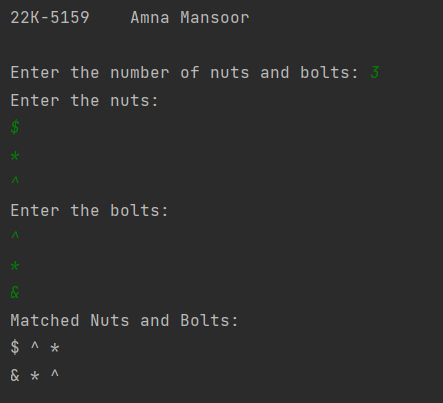 22K-5159    Amna Mansoor
Enter the number of nuts and bolts: 3
Enter the nuts:
$
*
^
Enter the bolts:
^
*
&
Matched Nuts and Bolts:
$ ^ *
& * ^